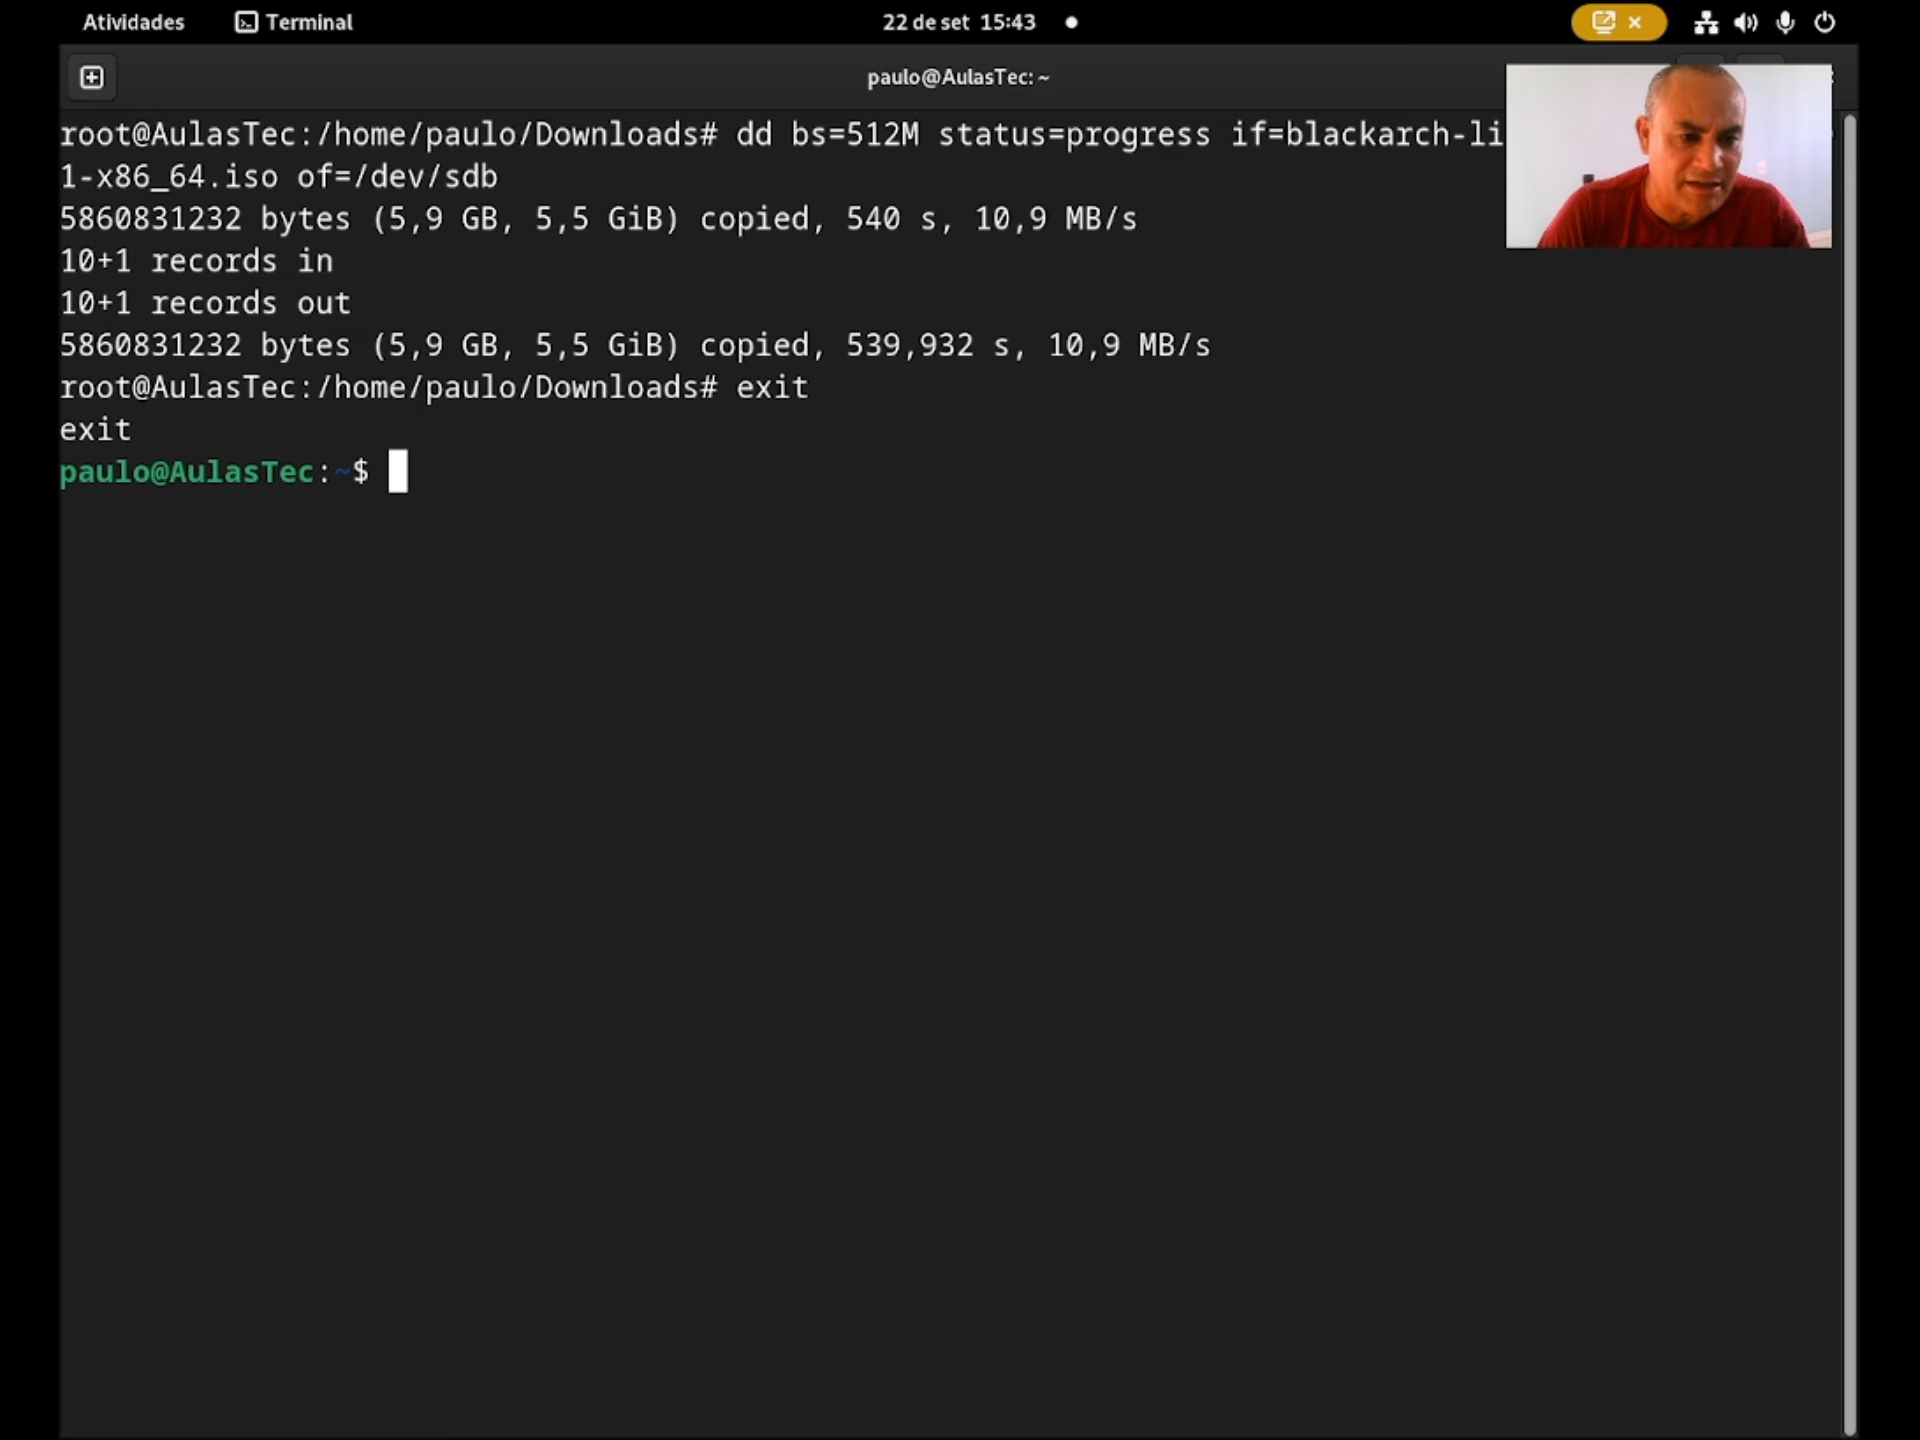 Atividades Terminal 22 de set 15:43
paulo@AulasTec: ~
root@AulasTec:/home/paulo/Downloads# dd bs=512M status=progress if=blackarch-li
1-x86_64.iso of=/dev/sdb
5860831232 bytes (5,9 GB, 5,5 GiB) copied, 540 s, 10,9 MB/s
10+1 records in
10+1 records out
5860831232 bytes (5,9 GB, 5,5 GiB) copied, 539,932 s, 10,9 MB/s
root@AulasTec:/home/paulo/Downloads# exit
exit
paulo@AulasTec:~$